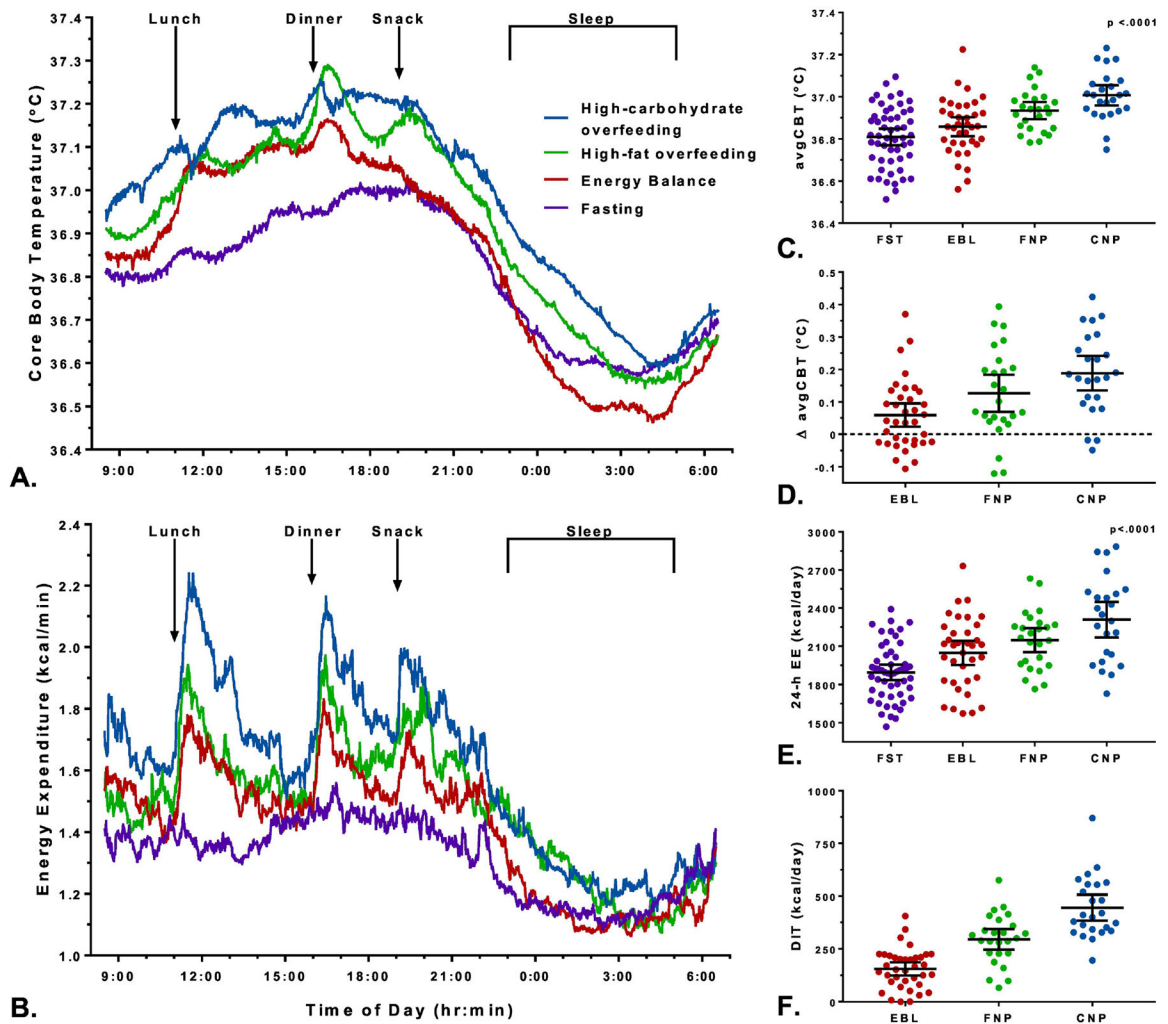 37.4
37.3
37.2
37.1
37.0
36.9
36.8
36.7
36.6
36.5
36.4
Core Body Temperature (°C)
Lunch
Dinner
Snack
Sleep
High-carbohydrate
overfeeding
High-fat overfeeding
Energy Balance
Fasting
9:00 12:00 15:00 18:00 21:00 0:00 3:00 6:00
A.
2.4
2.2
2.0
1.8
1.6
1.4
1.2
1.0
Energy Expenditure (kcal/min)
Lunch
Dinner
Snack
Sleep
9:00 12:00 15:00 18:00 21:00 0:00 3:00 6:00
Time of Day (hr:min)
B.
37.4
37.2
37.0
36.8
36.6
36.4
avgCBT (°C)
p <.0001
FST EBL FNP CNP
C.
0.5
0.4
0.3
0.2
0.1
0
-0.1
Δ avgCBT (°C)
EBL FNP CNP
D.
3000
2700
2400
2100
1800
1500
24-h EE (kcal/day)
p<.0001
FST EBL FNP CNP
E.
1000
750
500
250
0
DIT (kcal/day)
EBL FNP CNP
F.